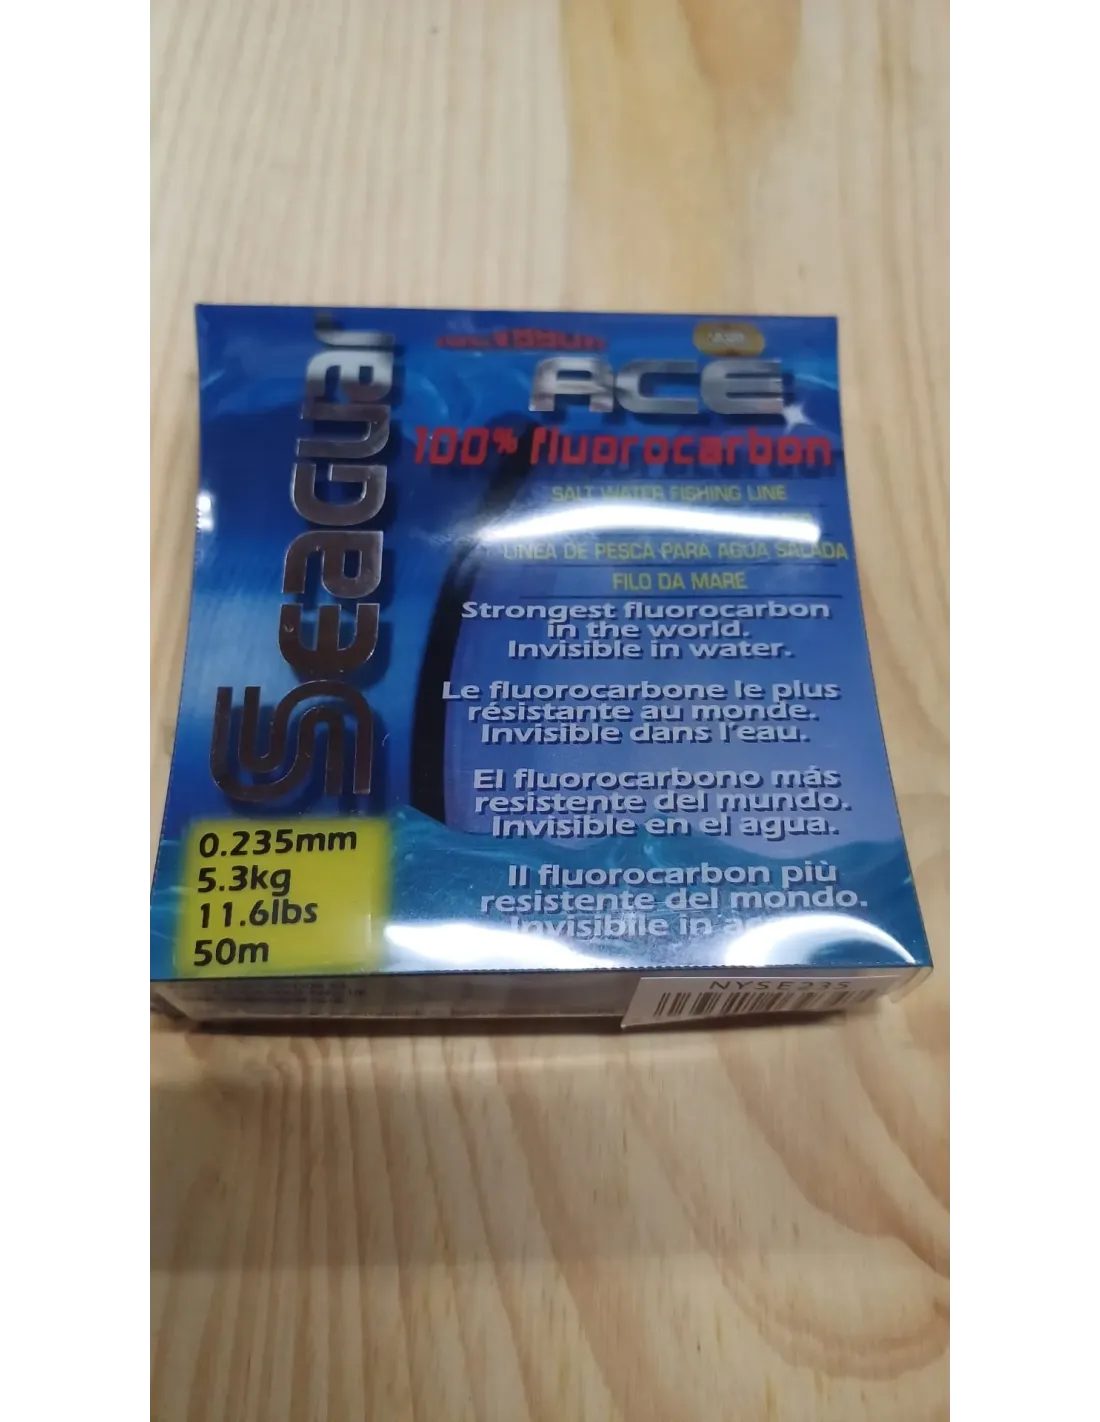 Seaguar
ACE
100% fluorocarbon
SALT WATER FISHING LINE
LINEA DE PESCA PARA AGUA SALADA
FILO DA MARE
Strongest fluorocarbon
in the world.
Invisible in water.
Le fluorocarbone le plus
résistante au monde.
Invisible dans l'eau.
El fluorocarbono más
resistente del mundo.
Invisible en el agua.
Il fluorocarbon più
resistente del mondo.
Invisibile in
0.235mm
5.3kg
11.6lbs
50m
NYSE235